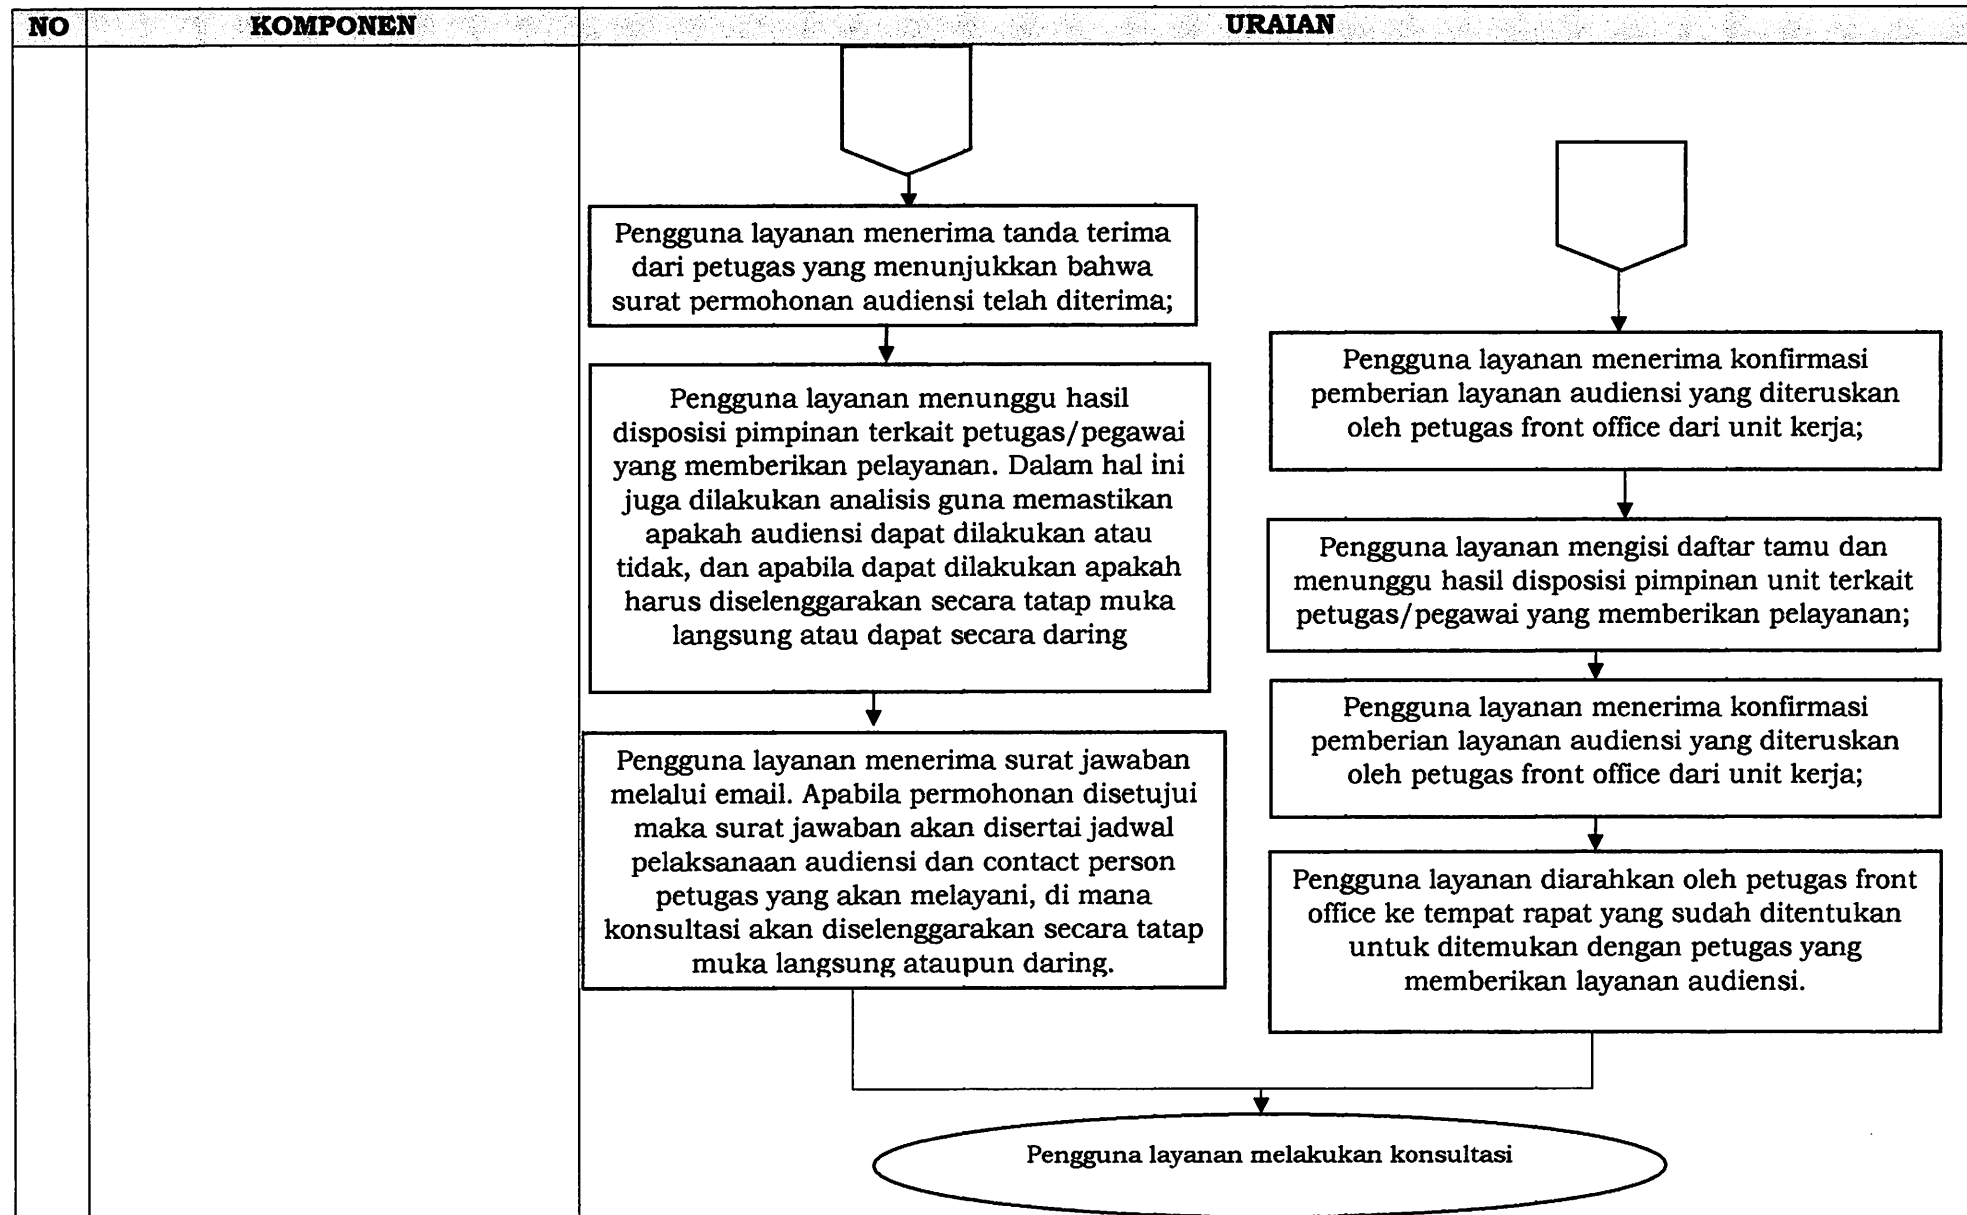 NO KOMPONEN URAIAN
Pengguna layanan menerima tanda terima
dari petugas yang menunjukkan bahwa
surat permohonan audiensi telah diterima;
Pengguna layanan menunggu hasil
disposisi pimpinan terkait petugas/pegawai
yang memberikan pelayanan. Dalam hal ini
juga dilakukan analisis guna memastikan
apakah audiensi dapat dilakukan atau
tidak, dan apabila dapat dilakukan apakah
harus diselenggarakan secara tatap muka
langsung atau dapat secara daring
Pengguna layanan menerima surat jawaban
melalui email. Apabila permohonan disetujui
maka surat jawaban akan disertai jadwal
pelaksanaan audiensi dan contact person
petugas yang akan melayani, di mana
konsultasi akan diselenggarakan secara tatap
muka langsung ataupun daring.
Pengguna layanan menerima konfirmasi
pemberian layanan audiensi yang diteruskan
oleh petugas front office dari unit kerja;
Pengguna layanan mengisi daftar tamu dan
menunggu hasil disposisi pimpinan unit terkait
petugas/pegawai yang memberikan pelayanan;
Pengguna layanan menerima konfirmasi
pemberian layanan audiensi yang diteruskan
oleh petugas front office dari unit kerja;
Pengguna layanan diarahkan oleh petugas front
office ke tempat rapat yang sudah ditentukan
untuk ditemukan dengan petugas yang
memberikan layanan audiensi.
Pengguna layanan melakukan konsultasi